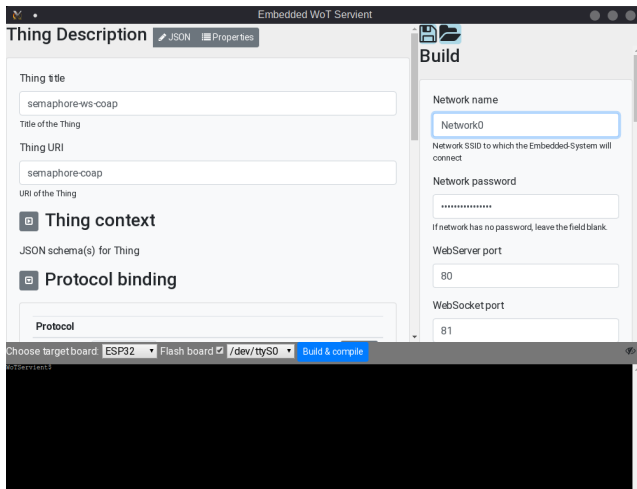 Embedded WoT Servient
Thing Description
JSON
Properties
Thing title
semaphore-ws-coap
Title of the Thing
Thing URI
semaphore-coap
URI of the Thing
Thing context
JSON schema(s) for Thing
Protocol binding
Protocol
Build
Network name
Network0
Network SSID to which the Embedded-System will
connect
Network password
••••••••••••••••
If network has no password, leave the field blank.
WebServer port
80
WebSocket port
81
Choose target board: ESP32 Flash board /dev/ttyS0 Build & compile
WoTServient$